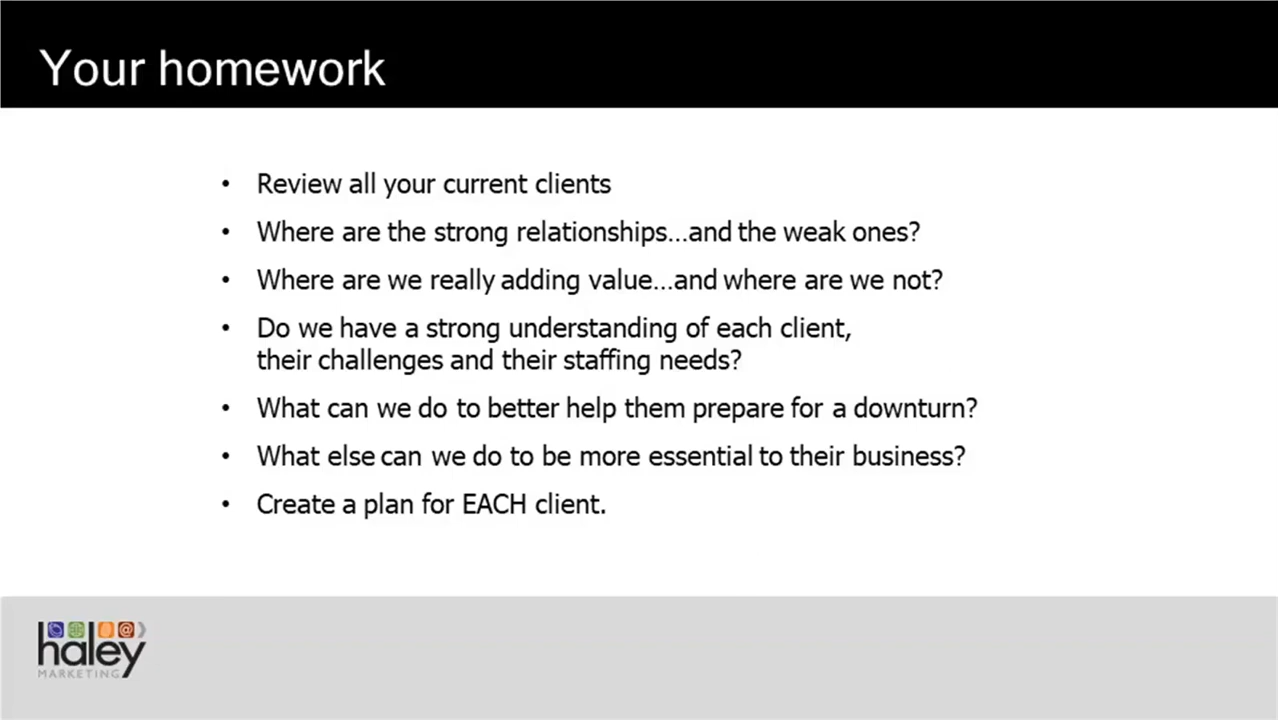 Your homework
• Review all your current clients
• Where are the strong relationships...and the weak ones?
• Where are we really adding value...and where are we not?
• Do we have a strong understanding of each client,
their challenges and their staffing needs?
• What can we do to better help them prepare for a downturn?
• What else can we do to be more essential to their business?
• Create a plan for EACH client.
haley
MARKETING